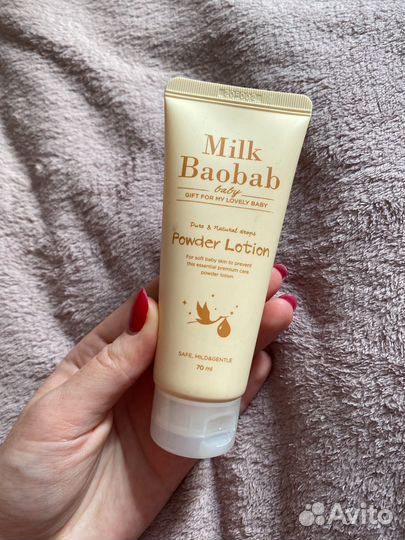 Milk
Baobab
baby
GIFT FOR MY LOVELY BABY
Pure & Natural drops
Powder Lotion
For soft baby skin to prevent
this essential premium care
powder lotion
SAFE, MILD&GENTLE
70 ml
Avito